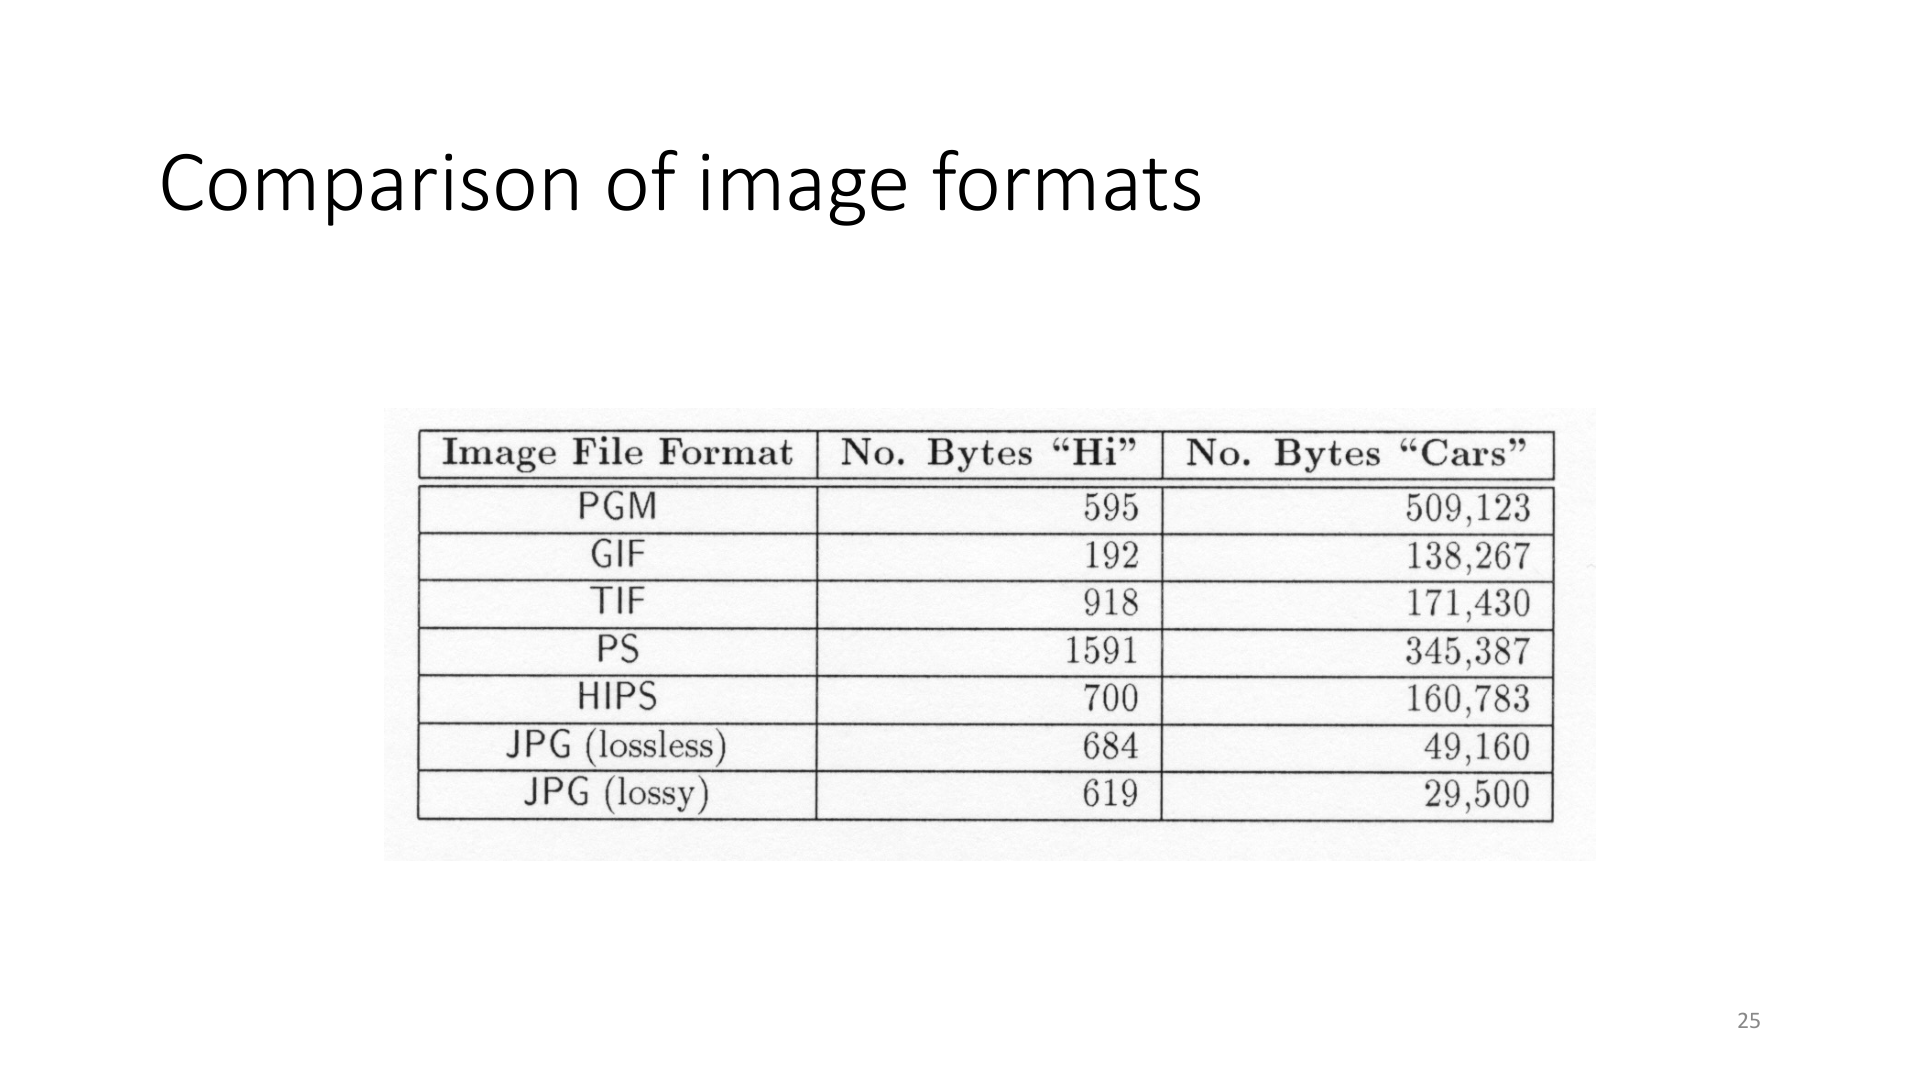 Comparison of image formats
Image File Format No. Bytes “Hi” No. Bytes “Cars”
PGM 595 509,123
GIF 192 138,267
TIF 918 171,430
PS 1591 345,387
HIPS 700 160,783
JPG (lossless) 684 49,160
JPG (lossy) 619 29,500
25